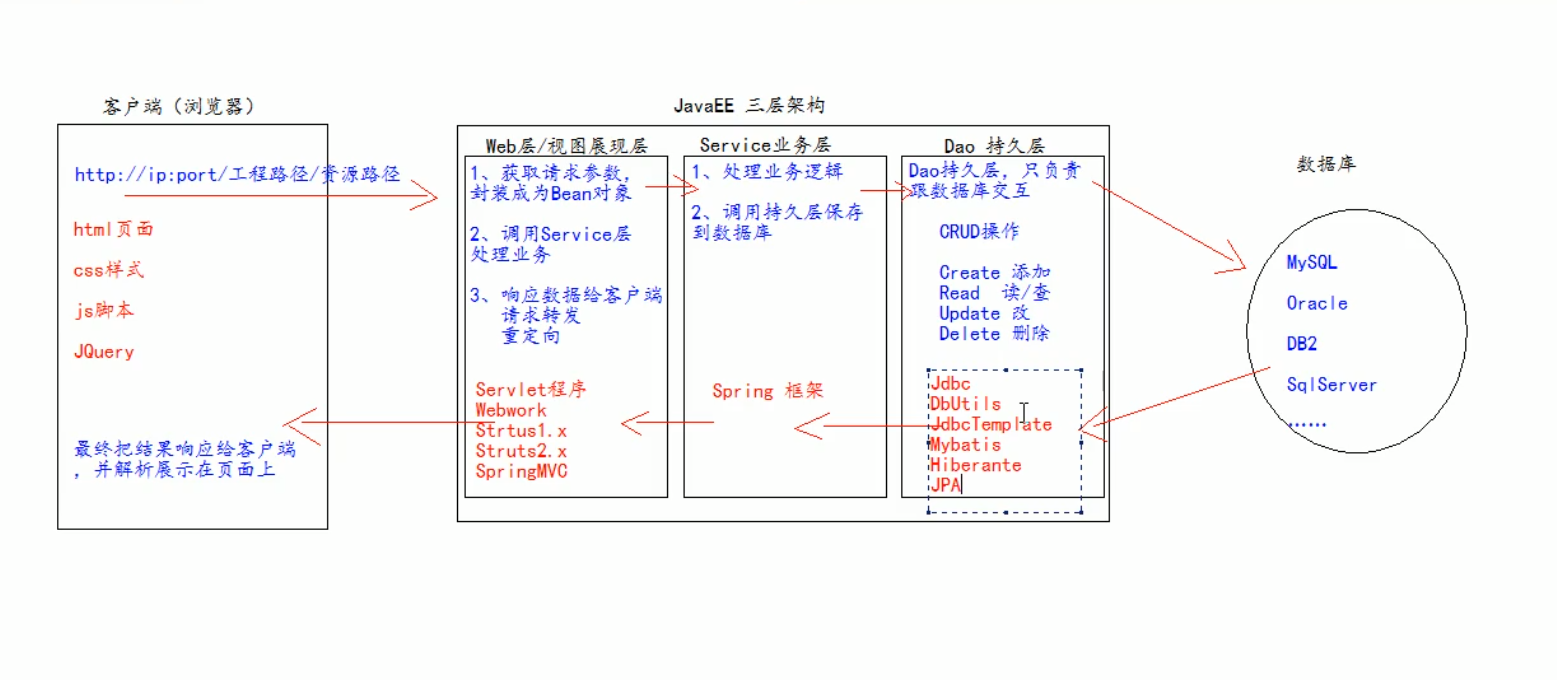 客户端（浏览器）
http://ip:port/工程路径/资源路径
html页面
css样式
js脚本
JQuery
最终把结果响应给客户端
，并解析展示在页面上
JavaEE 三层架构
Web层/视图展现层
1、获取请求参数，
封装成为Bean对象
2、调用Service层
处理业务
3、响应数据给客户端
请求转发
重定向
Servlet程序
Webwork
Strtus1.x
Struts2.x
SpringMVC
Service业务层
1、处理业务逻辑
2、调用持久层保存
到数据库
Spring 框架
Dao 持久层
Dao持久层，只负责
跟数据库交互
CRUD操作
Create 添加
Read 读/查
Update 改
Delete 删除
Jdbc
DbUtils
JdbcTemplate
Mybatis
Hiberante
JPA
数据库
MySQL
Oracle
DB2
SqlServer
......